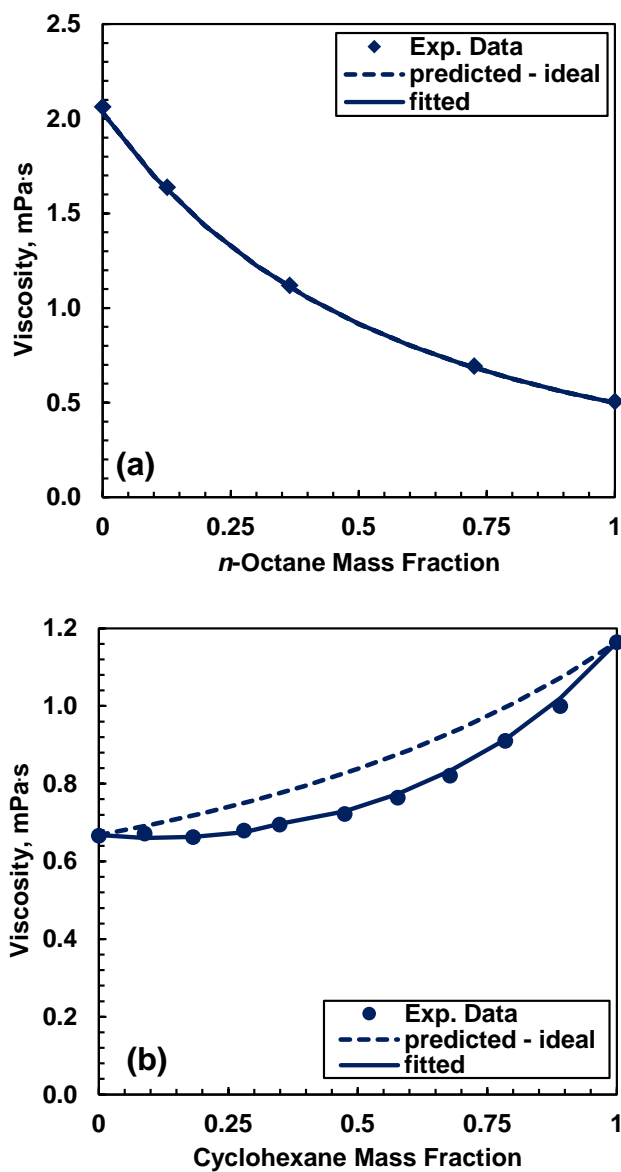 2.5
2.0
1.5
1.0
0.5
0.0
Viscosity, mPa·s
Exp. Data
predicted - ideal
fitted
(a)
0 0.25 0.5 0.75 1
n-Octane Mass Fraction
1.2
1.0
0.8
0.6
0.4
0.2
0.0
Viscosity, mPa·s
Exp. Data
predicted - ideal
fitted
(b)
0 0.25 0.5 0.75 1
Cyclohexane Mass Fraction